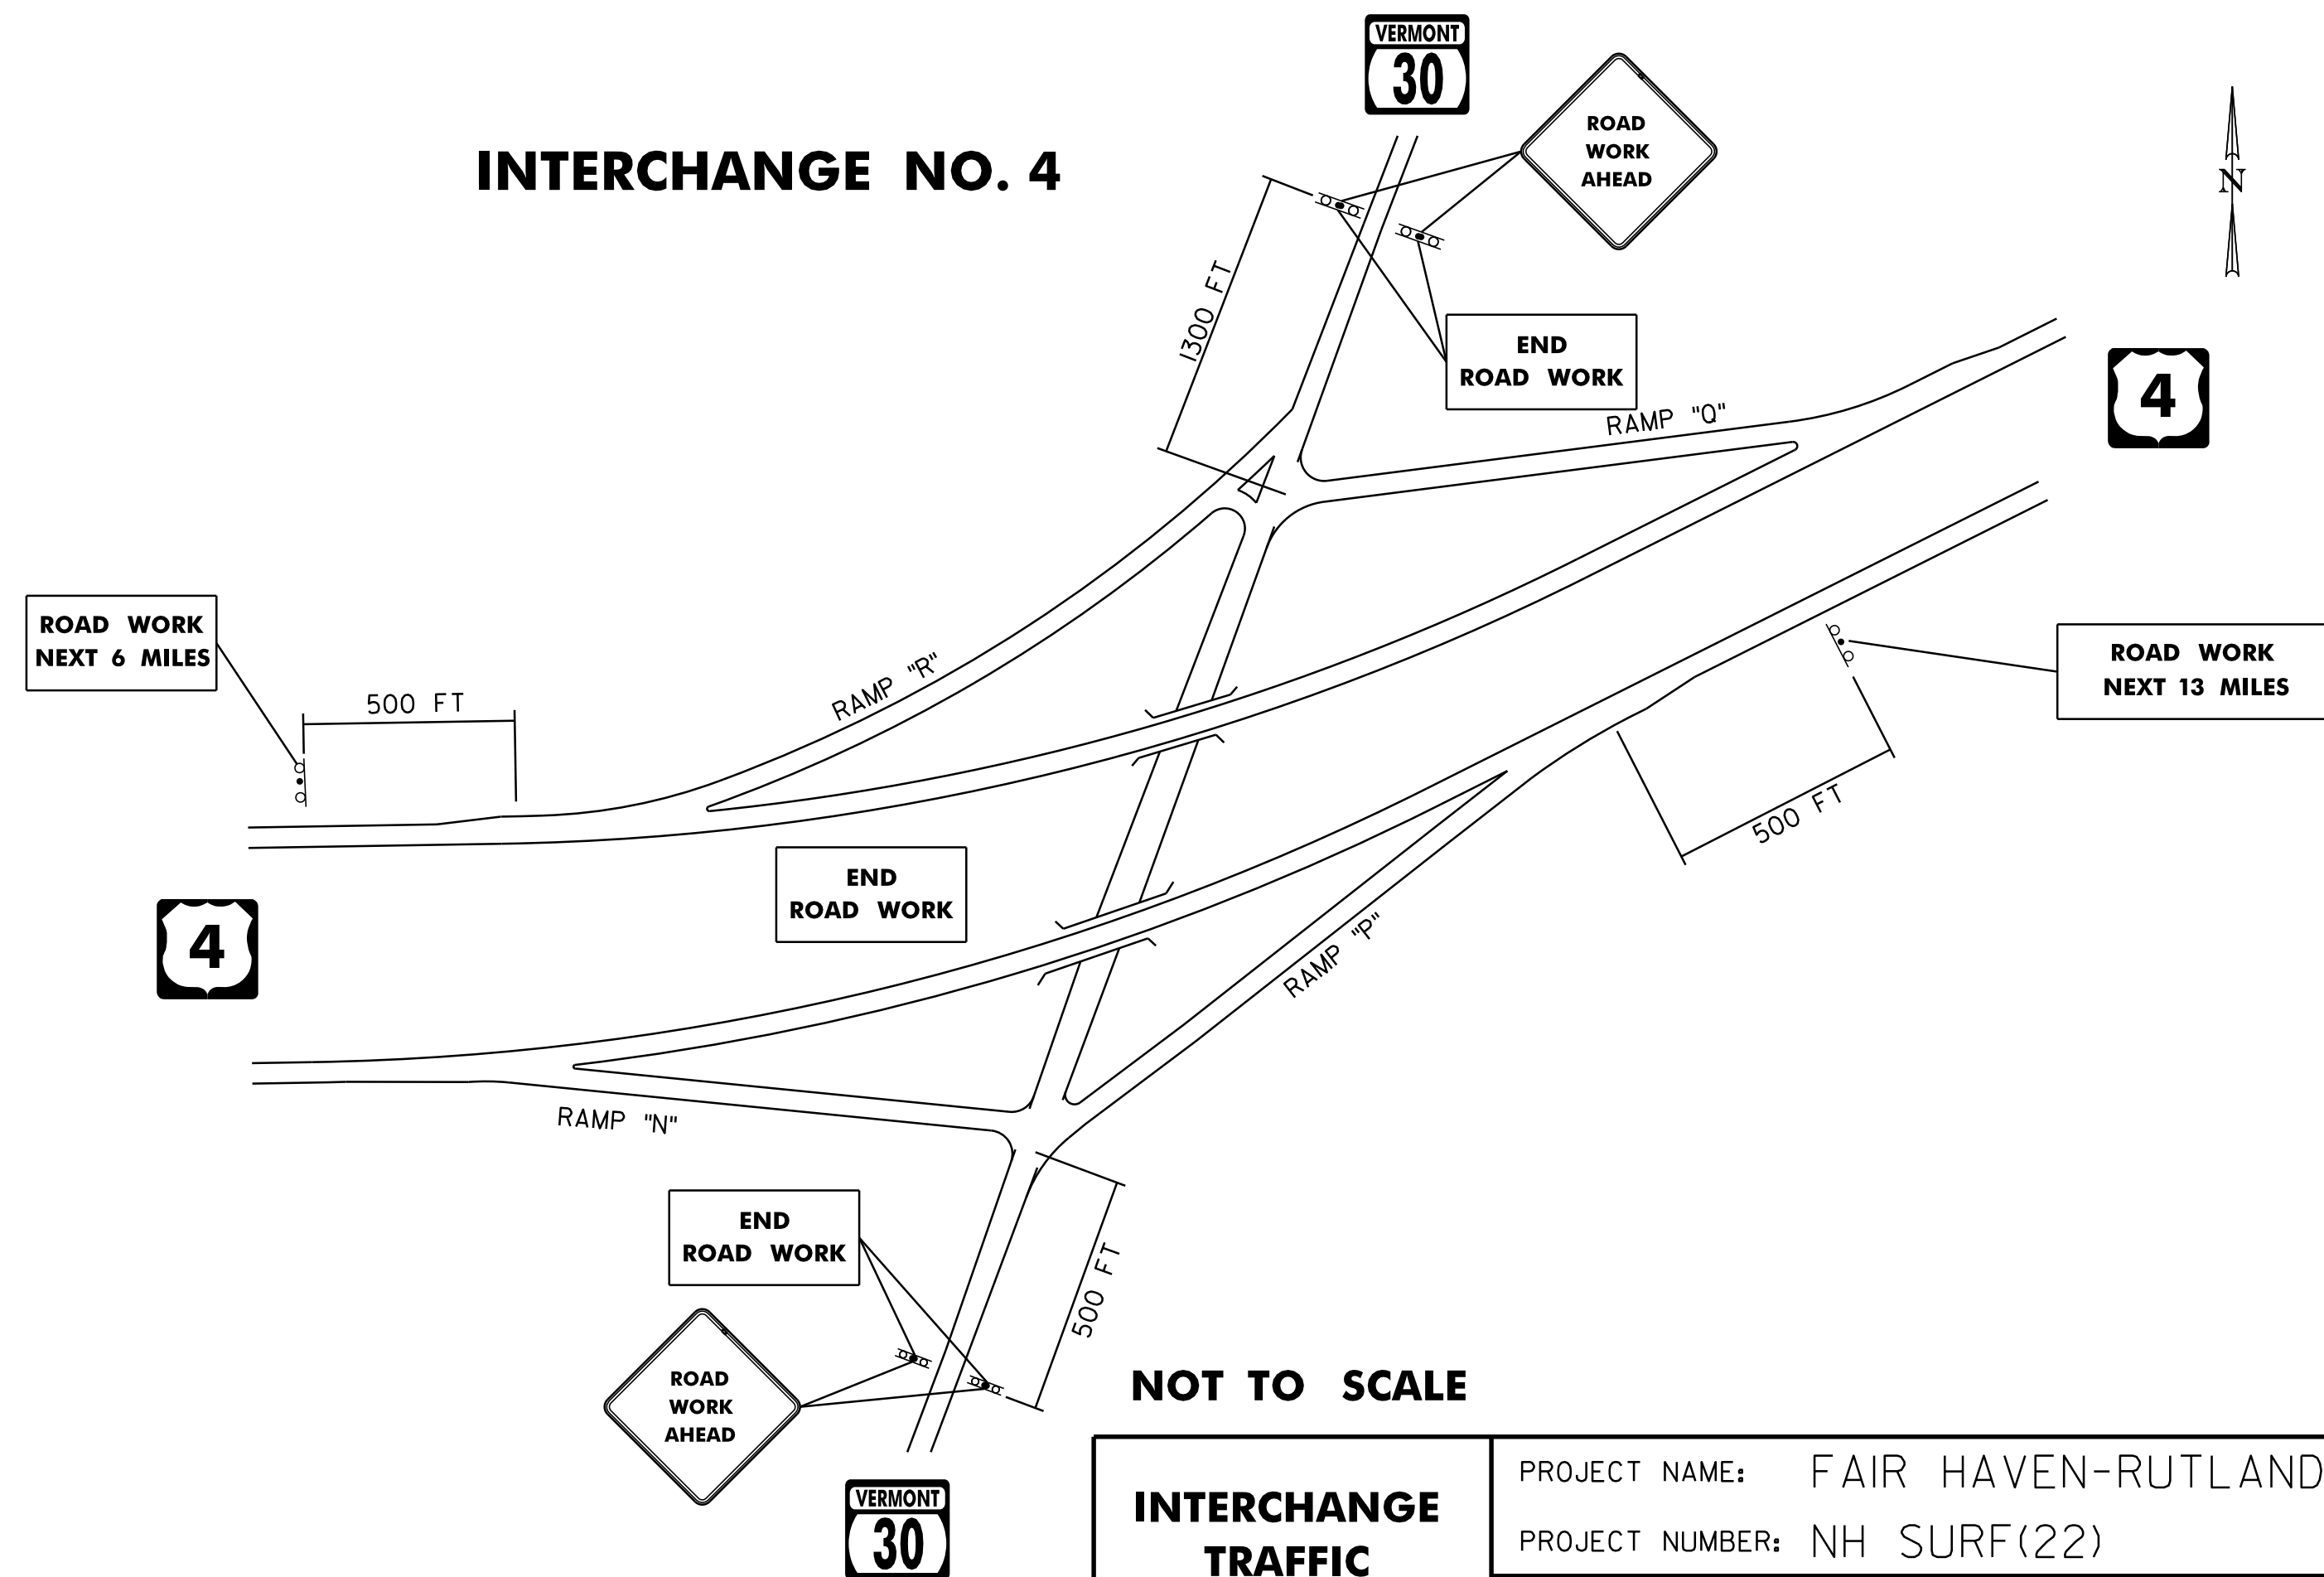 VERMONT
30
ROAD
WORK
AHEAD
INTERCHANGE NO. 4
N
1300 FT
END
ROAD WORK
4
RAMP "Q"
ROAD WORK
NEXT 6 MILES
ROAD WORK
NEXT 13 MILES
500 FT
RAMP "R"
500 FT
END
ROAD WORK
4
RAMP "P"
RAMP "N"
END
ROAD WORK
500 FT
ROAD
WORK
AHEAD
NOT TO SCALE
VERMONT
30
INTERCHANGE
TRAFFIC
PROJECT NAME: FAIR HAVEN-RUTLAND
PROJECT NUMBER: NH SURF(22)